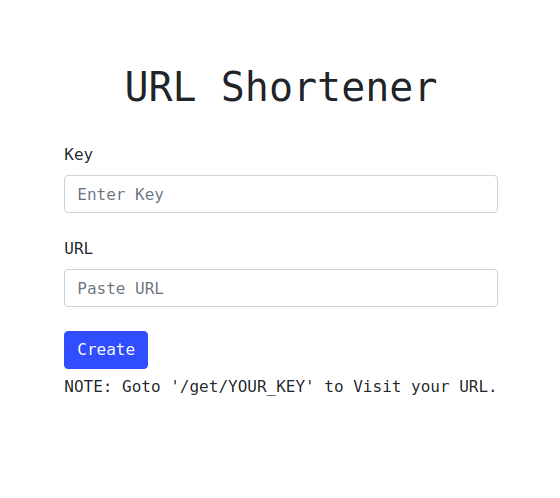 URL Shortener
Key
Enter Key
URL
Paste URL
Create
NOTE: Goto '/get/YOUR_KEY' to Visit your URL.